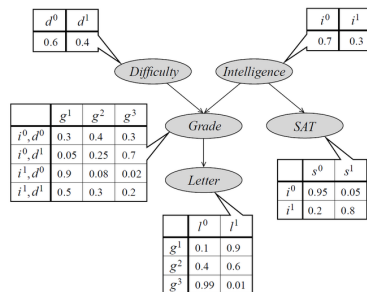 d⁰ d¹
0.6 0.4
i⁰ i¹
0.7 0.3
Difficulty Intelligence
g¹ g² g³
i⁰, d⁰ 0.3 0.4 0.3
i⁰, d¹ 0.05 0.25 0.7
i¹, d⁰ 0.9 0.08 0.02
i¹, d¹ 0.5 0.3 0.2
Grade SAT
s⁰ s¹
i⁰ 0.95 0.05
i¹ 0.2 0.8
Letter
l⁰ l¹
g¹ 0.1 0.9
g² 0.4 0.6
g³ 0.99 0.01